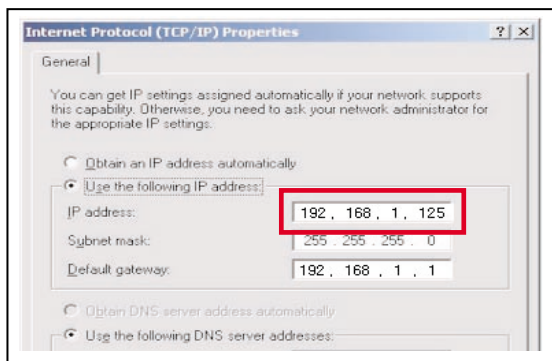 Internet Protocol (TCP/IP) Properties
General
You can get IP settings assigned automatically if your network supports
this capability. Otherwise, you need to ask your network administrator for
the appropriate IP settings.
Obtain an IP address automatically
Use the following IP address:
IP address: 192 . 168 . 1 . 125
Subnet mask: 255 . 255 . 255 . 0
Default gateway: 192 . 168 . 1 . 1
Obtain DNS server address automatically
Use the following DNS server addresses: